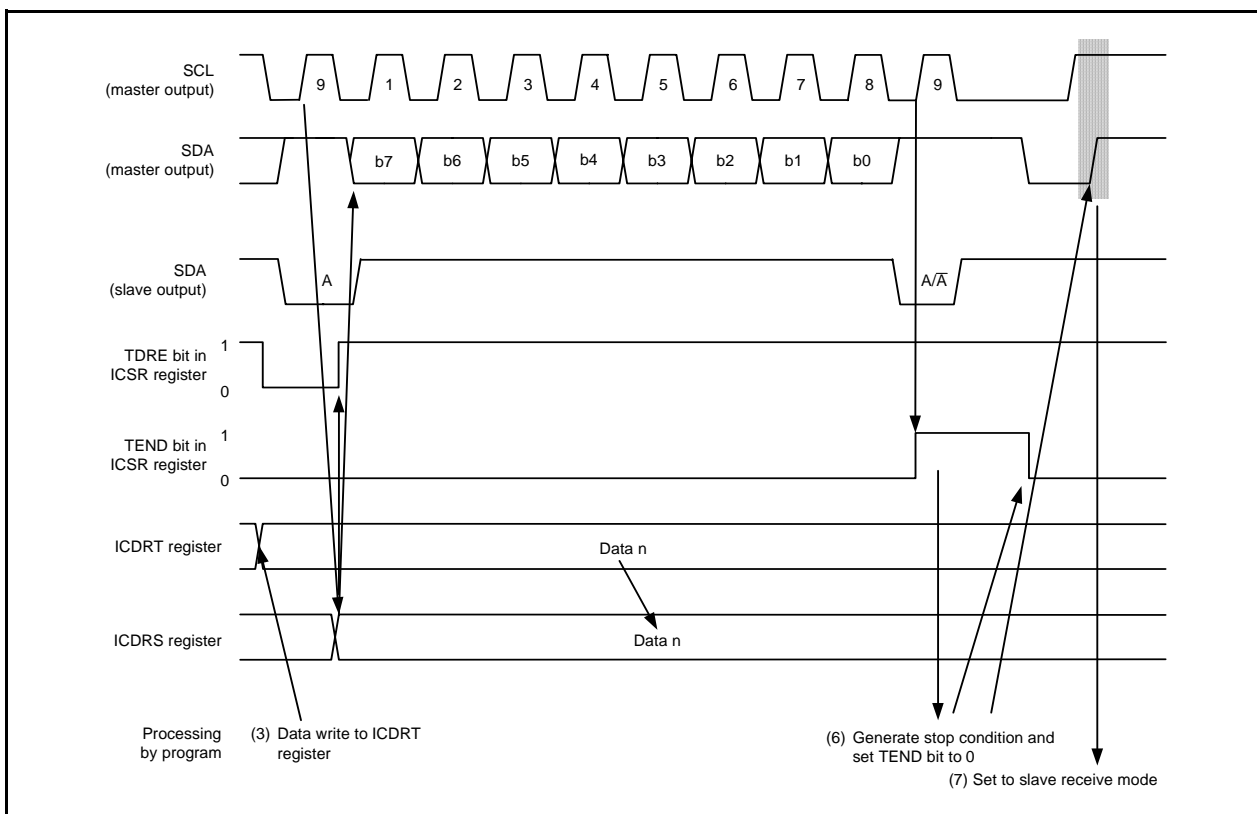 SCL
(master output)
9 1 2 3 4 5 6 7 8 9
SDA
(master output)
b7 b6 b5 b4 b3 b2 b1 b0
SDA
(slave output)
A
A/A̅
TDRE bit in
ICSR register
1
0
TEND bit in
ICSR register
1
0
ICDRT register
Data n
ICDRS register
Data n
Processing
by program
(3) Data write to ICDRT
register
(6) Generate stop condition and
set TEND bit to 0
(7) Set to slave receive mode